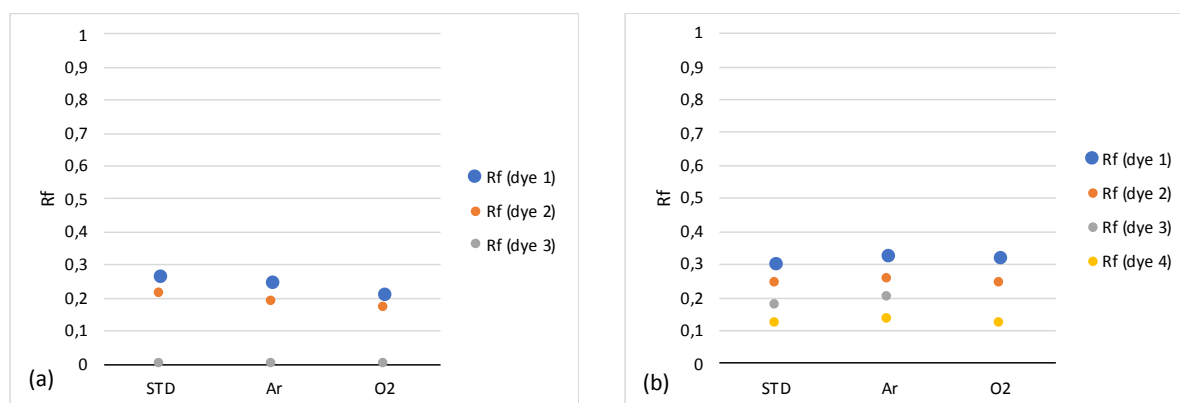 1
0,9
0,8
0,7
0,6
0,5
0,4
0,3
0,2
0,1
0
Rf
STD Ar O2
Rf (dye 1)
Rf (dye 2)
Rf (dye 3)
(a)
1
0,9
0,8
0,7
0,6
0,5
0,4
0,3
0,2
0,1
0
Rf
STD Ar O2
Rf (dye 1)
Rf (dye 2)
Rf (dye 3)
Rf (dye 4)
(b)